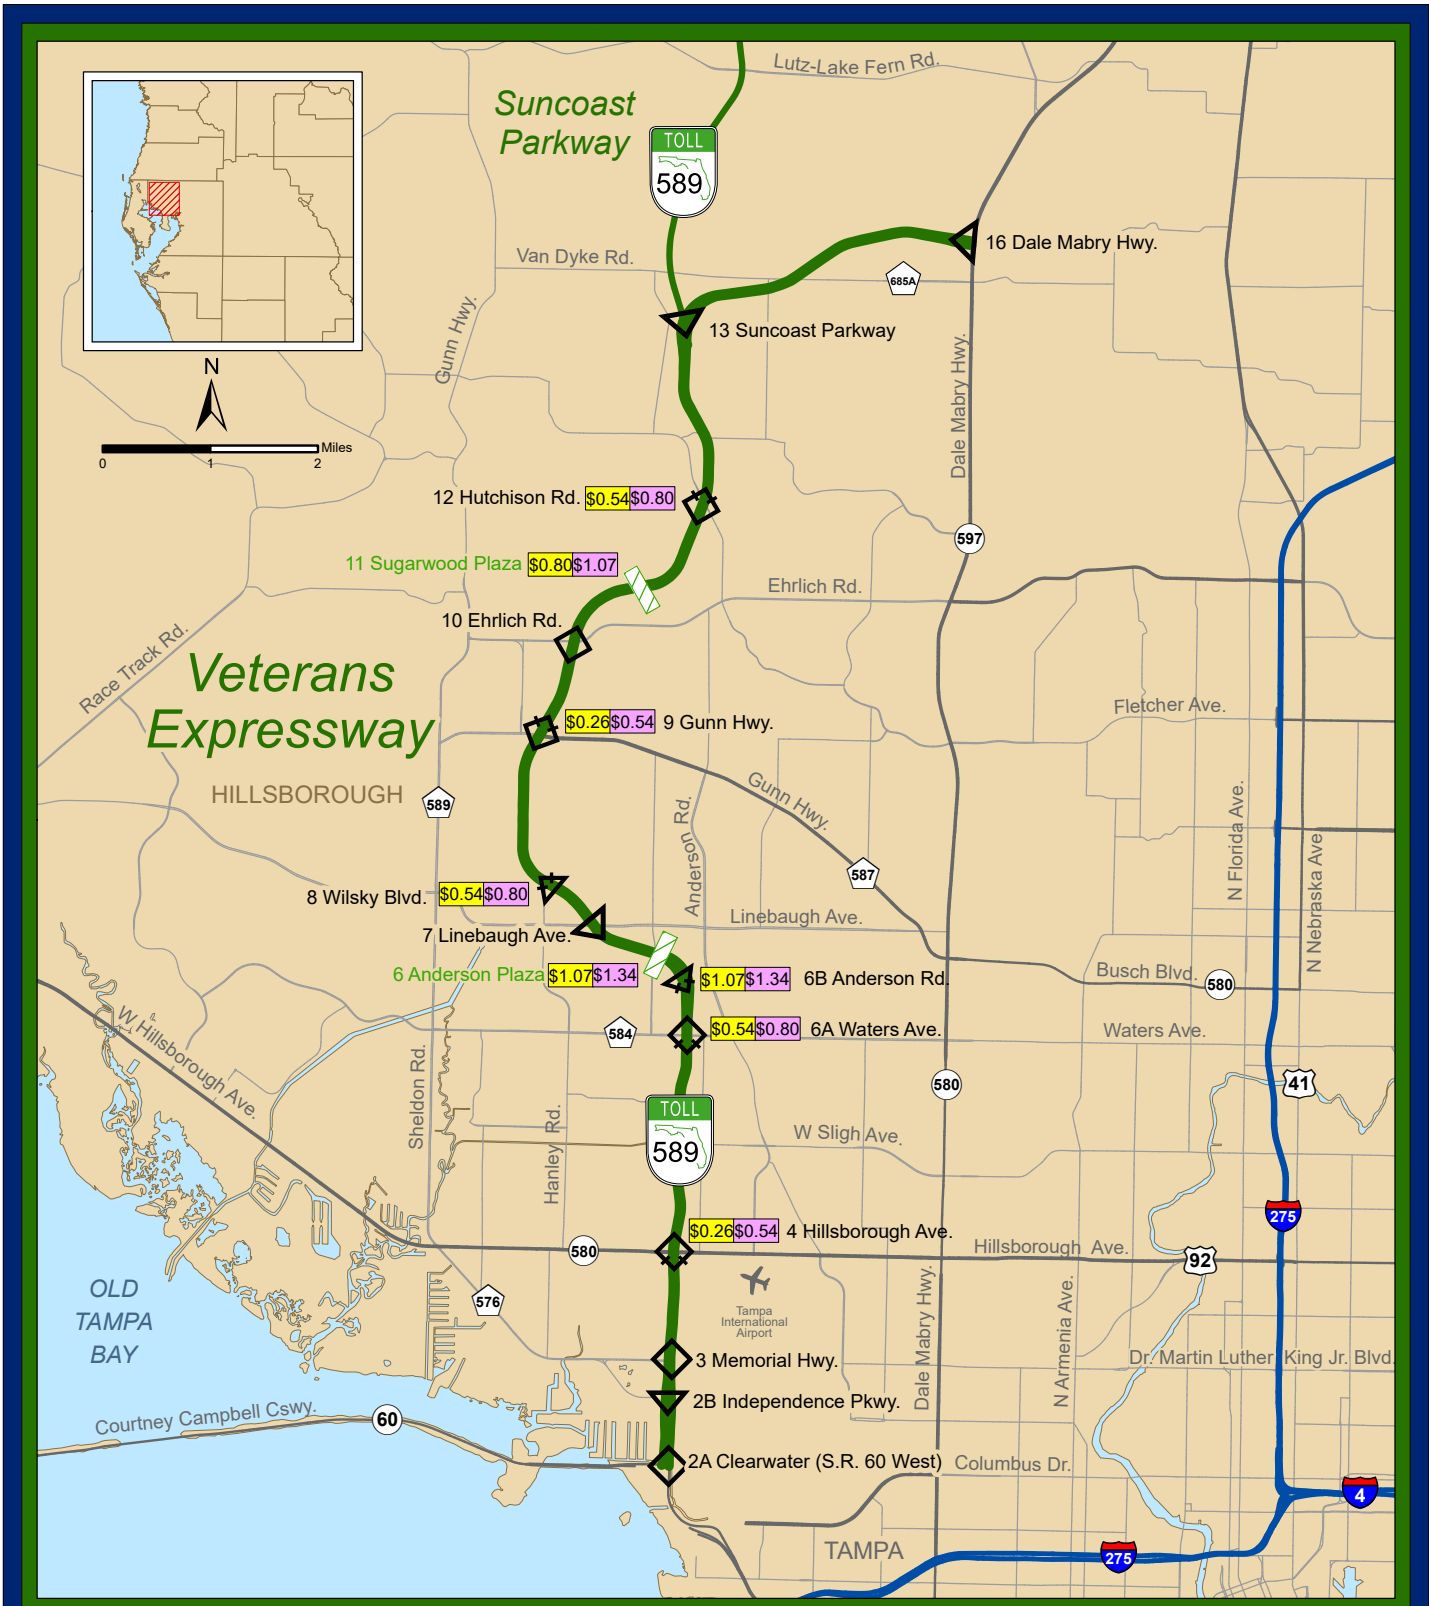 Lutz-Lake Fern Rd.
Suncoast
Parkway
TOLL
589
16 Dale Mabry Hwy.
Van Dyke Rd.
685A
Gunn Hwy.
13 Suncoast Parkway
N
Dale Mabry Hwy.
Miles
0
1
2
12 Hutchison Rd.
$0.54
$0.80
597
11 Sugarwood Plaza
$0.80
$1.07
Ehrlich Rd.
10 Ehrlich Rd.
Race Track Rd.
Veterans
Expressway
Fletcher Ave.
$0.26
$0.54
9 Gunn Hwy.
Gunn Hwy.
HILLSBOROUGH
589
Anderson Rd.
587
N Florida Ave.
N Nebraska Ave
8 Wilsky Blvd.
$0.54
$0.80
Linebaugh Ave.
7 Linebaugh Ave.
6 Anderson Plaza
$1.07
$1.34
$1.07
$1.34
6B Anderson Rd.
Busch Blvd.
580
W Hillsborough Ave.
584
$0.54
$0.80
6A Waters Ave.
Waters Ave.
Sheldon Rd.
580
41
TOLL
589
Hanley Rd.
W Sligh Ave.
275
$0.26
$0.54
4 Hillsborough Ave.
580
Hillsborough Ave.
92
OLD
TAMPA
BAY
576
Tampa
International
Airport
Dale Mabry Hwy.
N Armenia Ave.
3 Memorial Hwy.
Dr. Martin Luther King Jr. Blvd.
2B Independence Pkwy.
Courtney Campbell Cswy.
60
2A Clearwater (S.R. 60 West)
Columbus Dr.
4
TAMPA
275